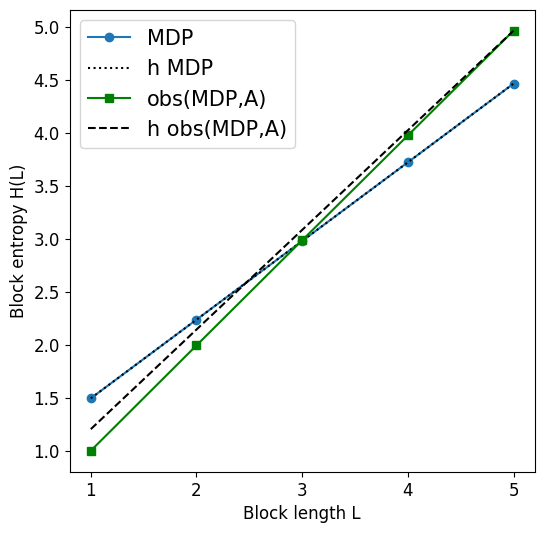 MDP
h MDP
obs(MDP,A)
h obs(MDP,A)
Block entropy H(L)
5.0
4.5
4.0
3.5
3.0
2.5
2.0
1.5
1.0
1 2 3 4 5
Block length L